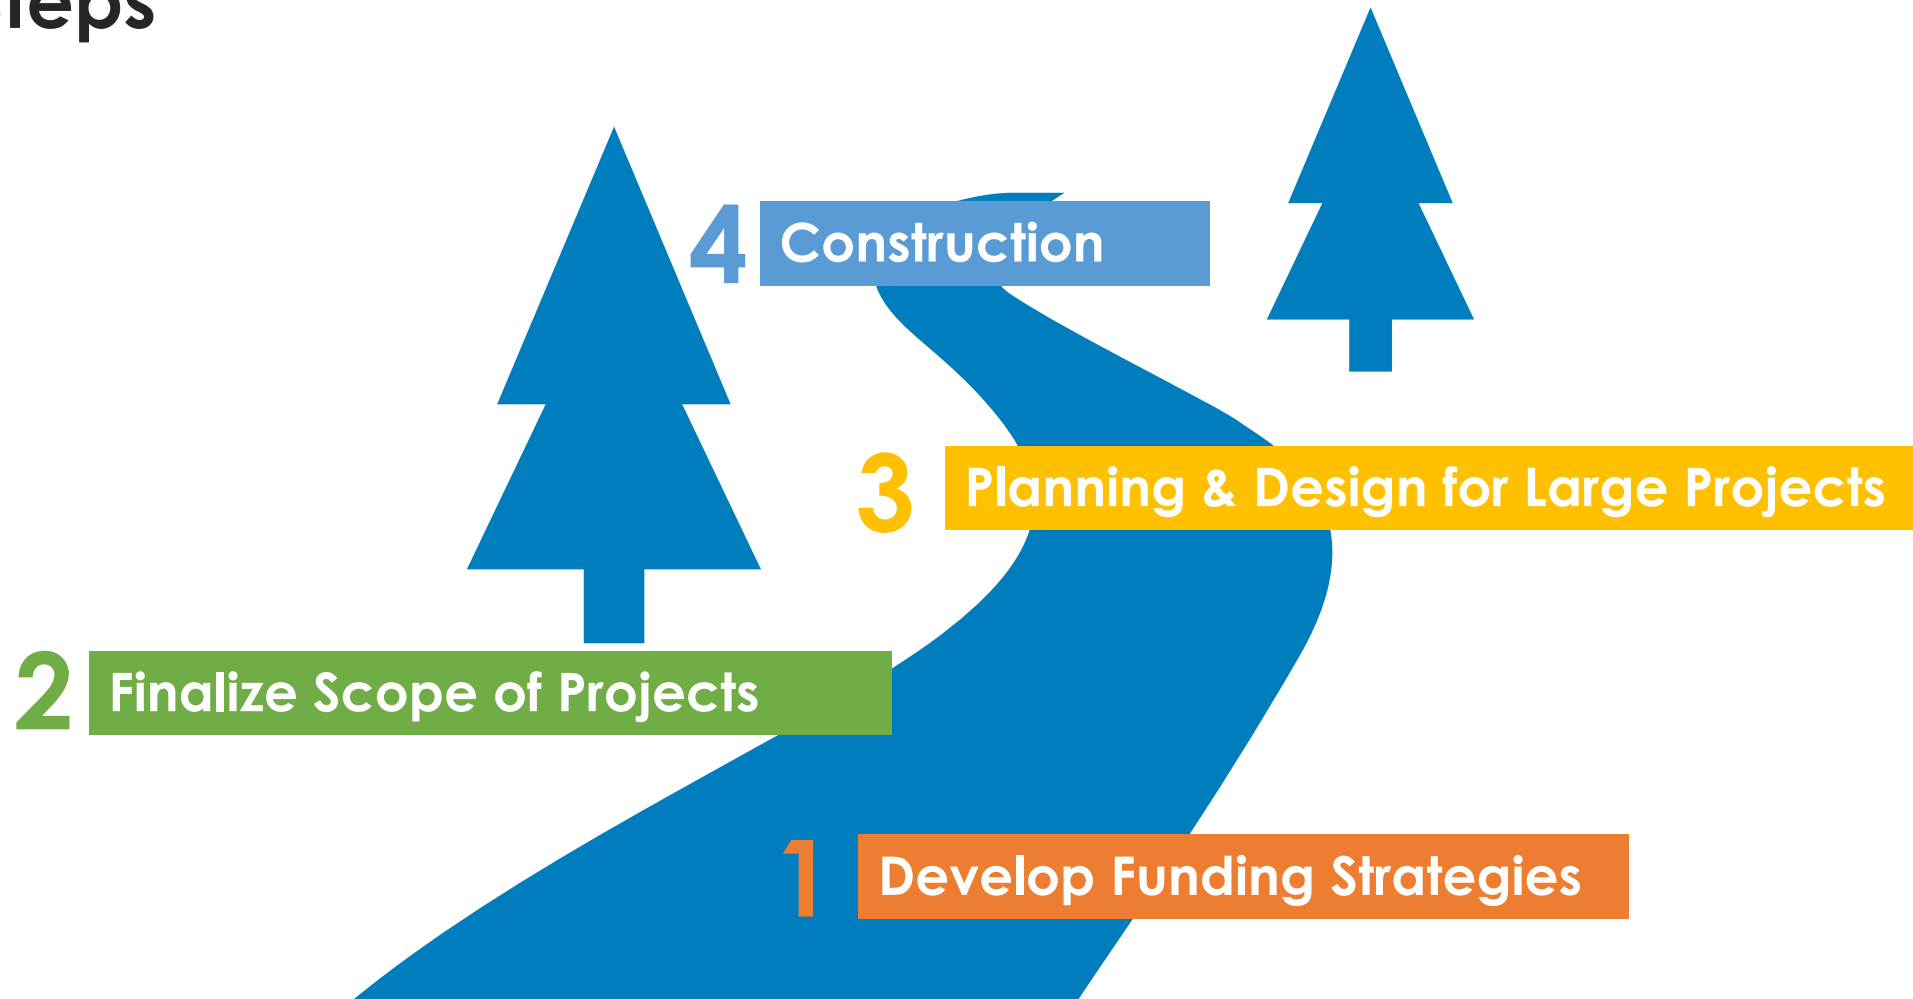 4 Construction
3 Planning & Design for Large Projects
2 Finalize Scope of Projects
1 Develop Funding Strategies